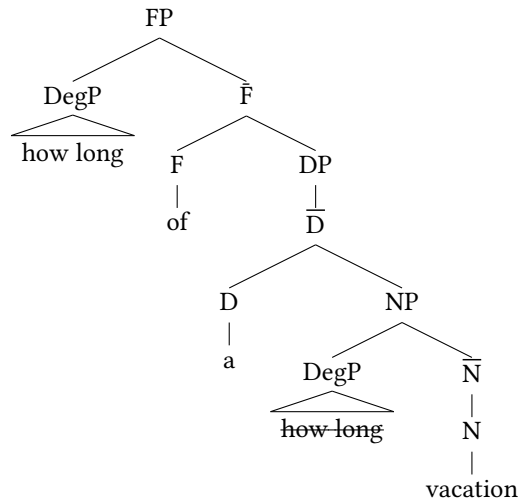 FP
DegP F̄
how long F DP
of D̅
D NP
a DegP N̅
how long N
vacation